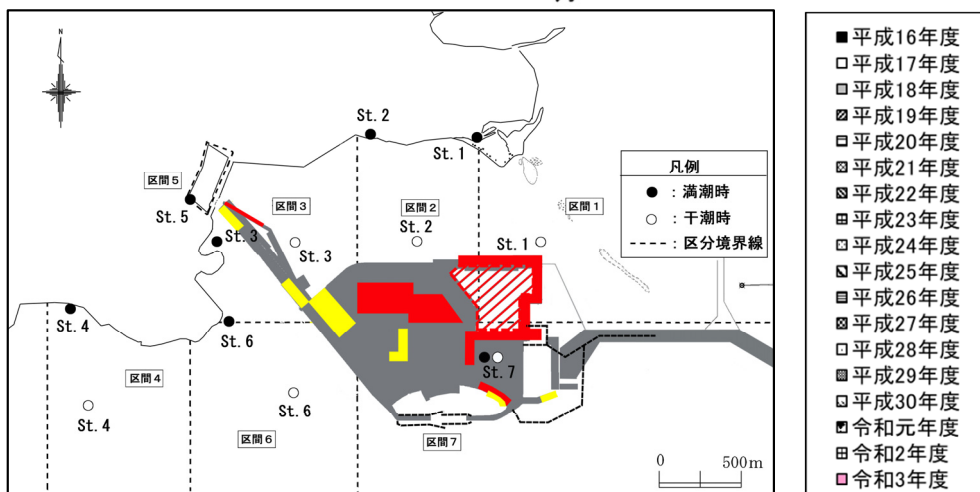 N
St. 2
St. 1
区間5
St. 5
区間3
区間2
区間1
St. 3
St. 3
St. 2
St. 1
凡例
● : 満潮時
○ : 干潮時
: 区分境界線
St. 4
St. 6
St. 7
区間4
St. 4
St. 6
区間6
区間7
0 500m
平成16年度
平成17年度
平成18年度
平成19年度
平成20年度
平成21年度
平成22年度
平成23年度
平成24年度
平成25年度
平成26年度
平成27年度
平成28年度
平成29年度
平成30年度
令和元年度
令和2年度
令和3年度